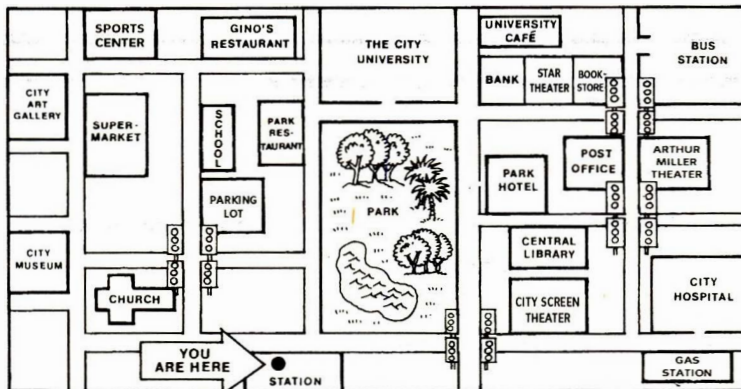 SPORTS
CENTER
GINO'S
RESTAURANT
THE CITY
UNIVERSITY
UNIVERSITY
CAFÉ
BUS
STATION
BANK
STAR
THEATER
BOOK-
STORE
CITY
ART
GALLERY
SUPER-
MARKET
SCHOOL
PARK
RES-
TAURANT
PARKING
LOT
PARK
PARK
HOTEL
POST
OFFICE
ARTHUR
MILLER
THEATER
CITY
MUSEUM
CHURCH
CENTRAL
LIBRARY
CITY SCREEN
THEATER
CITY
HOSPITAL
YOU
ARE HERE
STATION
GAS
STATION